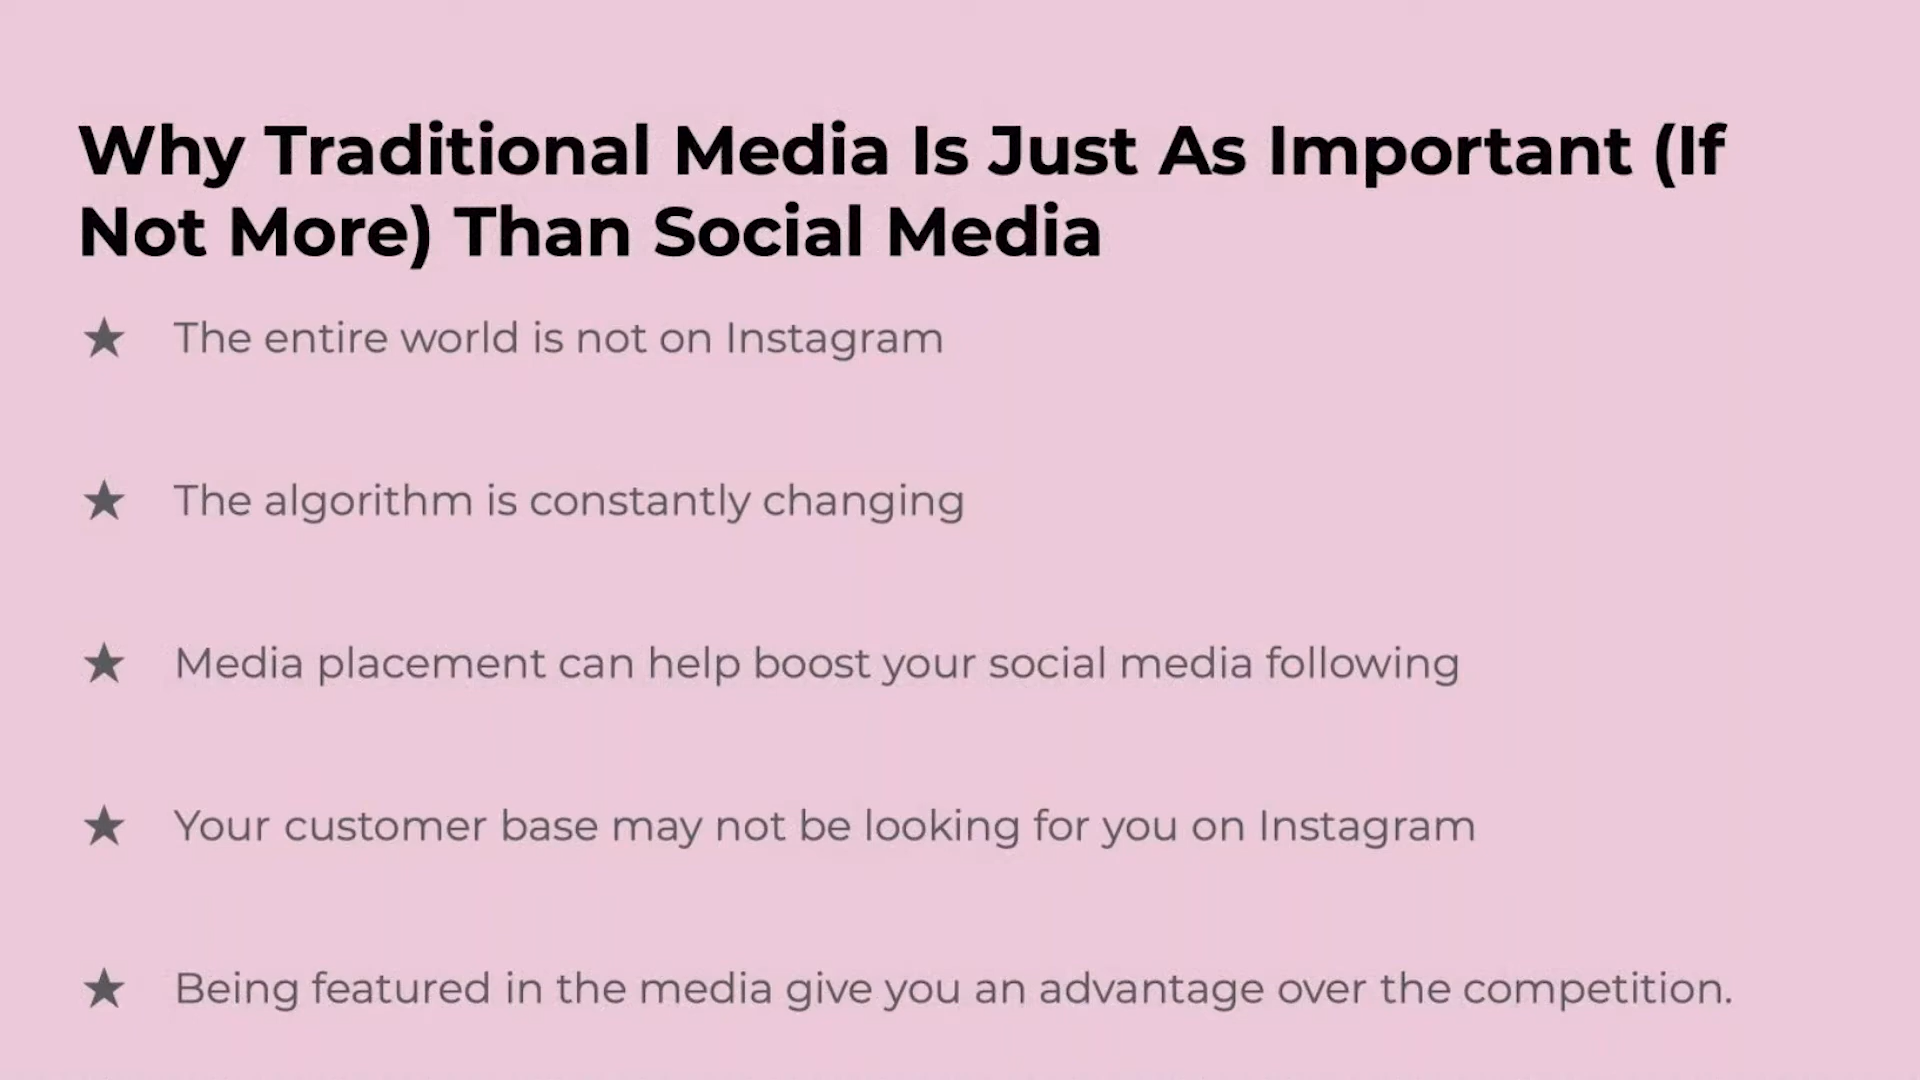 Why Traditional Media Is Just As Important (If
Not More) Than Social Media
★ The entire world is not on Instagram
★ The algorithm is constantly changing
★ Media placement can help boost your social media following
★ Your customer base may not be looking for you on Instagram
★ Being featured in the media give you an advantage over the competition.